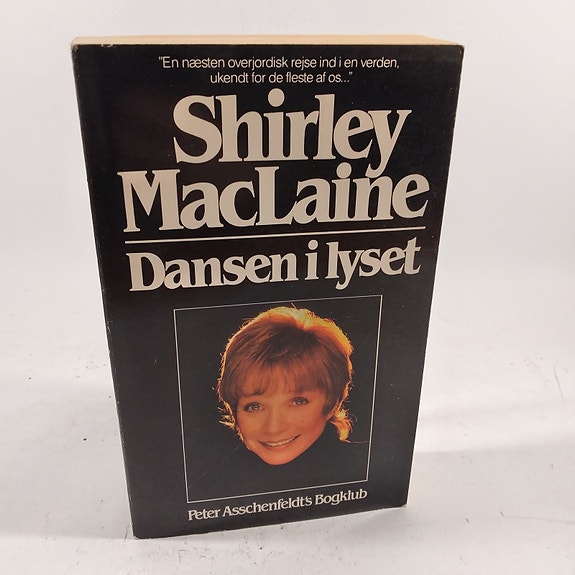 "En næsten overjordisk rejse ind i en verden,
ukendt for de fleste af os..."
Shirley
MacLaine
Dansen i lyset
Peter Asschenfeldt's Bogklub